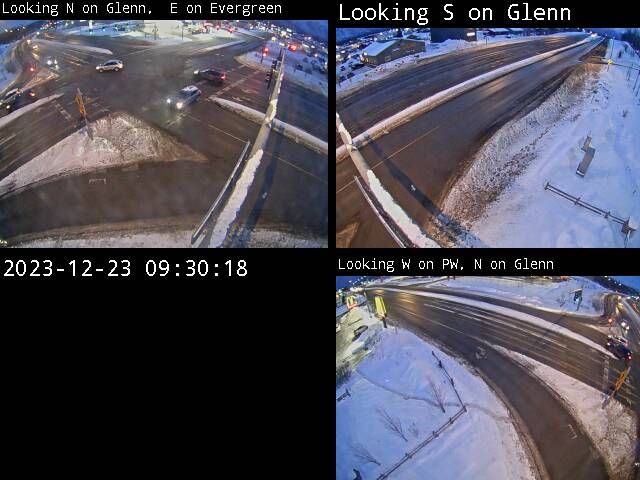 Looking N on Glenn, E on Evergreen
Looking S on Glenn
2023-12-23 09:30:18
Looking W on PW, N on Glenn